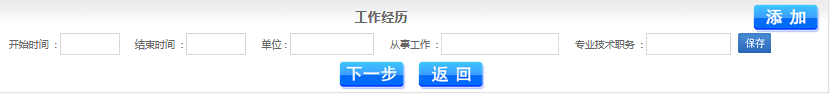 工作经历 添 加
开始时间 : 结束时间 : 单位 : 从事工作 : 专业技术职务 : 保存
下一步 返 回